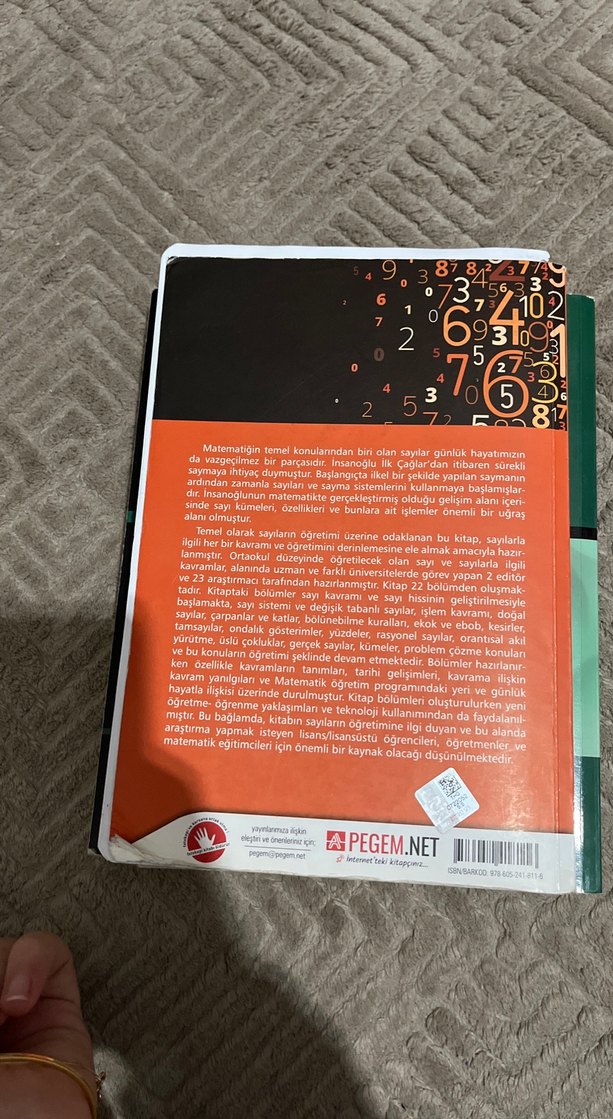 Matematiğin temel konularından biri olan sayılar günlük hayatımızın
da vazgeçilmez bir parçasıdır. İnsanoğlu İlk Çağlar'dan itibaren sürekli
saymaya ihtiyaç duymuştur. Başlangıçta ilkel bir şekilde yapılan saymanın
ardından zamanla sayıları ve sayma sistemlerini kullanmaya başlamışlar-
dır. İnsanoğlunun matematikte gerçekleştirmiş olduğu gelişim alanı içeri-
sinde sayı kümeleri, özellikleri ve bunlara ait işlemler önemli bir uğraş
alanı olmuştur.
Temel olarak sayıların öğretimi üzerine odaklanan bu kitap, sayılarla
ilgili her bir kavramı ve öğretimini derinlemesine ele almak amacıyla hazır-
lanmıştır. Ortaokul düzeyinde öğretilecek olan sayı ve sayılarla ilgili
kavramlar, alanında uzman ve farklı üniversitelerde görev yapan 2 editör
ve 23 araştırmacı tarafından hazırlanmıştır. Kitap 22 bölümden oluşmak-
tadır. Kitaptaki bölümler sayı kavramı ve sayı hissinin geliştirilmesiyle
başlamakta, sayı sistemi ve değişik tabanlı sayılar, işlem kavramı, doğal
sayılar, çarpanlar ve katlar, bölünebilme kuralları, ekok ve ebob, kesirler,
tamsayılar, ondalık gösterimler, yüzdeler, rasyonel sayılar, orantısal akıl
yürütme, üslü çokluklar, gerçek sayılar, kümeler, problem çözme konuları
ve bu konuların öğretimi şeklinde devam etmektedir. Bölümler hazırlanır-
ken özellikle kavramların tanımları, tarihi gelişimleri, kavrama ilişkin
kavram yanılgıları ve Matematik öğretim programındaki yeri ve günlük
hayatla ilişkisi üzerinde durulmuştur. Kitap bölümleri oluşturulurken yeni
öğretme- öğrenme yaklaşımları ve teknoloji kullanımından da faydalanıl-
mıştır. Bu bağlamda, kitabın sayıların öğretimine ilgi duyan ve bu alanda
araştırma yapmak isteyen lisans/lisansüstü öğrencileri, öğretmenler ve
matematik eğitimcileri için önemli bir kaynak olacağı düşünülmektedir.
yayınlarımıza ilişkin
eleştiri ve önerileriniz için;
pegem@pegem.net
PEGEM.NET
İnternet'teki kitapçınız...
ISBN/BARKOD: 978-605-241-811-6